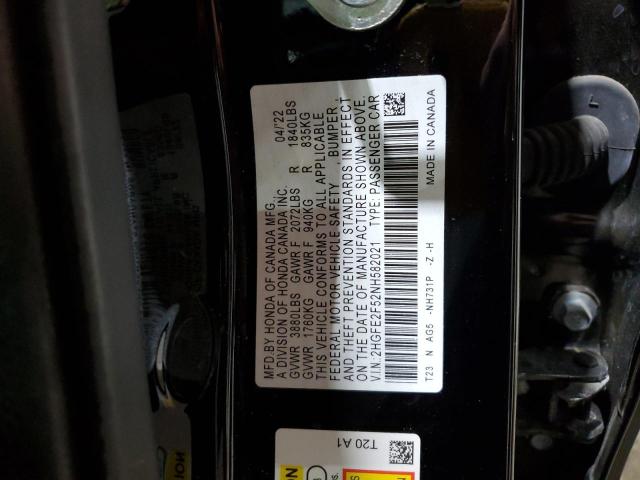 MFD.BY HONDA OF CANADA MFG. 04/'22
A DIVISION OF HONDA CANADA INC.
GVWR 3880LBS GAWR F 2072LBS R 1840LBS
GVWR 1760KG GAWR F 940KG R 835KG
THIS VEHICLE CONFORMS TO ALL APPLICABLE
FEDERAL MOTOR VEHICLE SAFETY , BUMPER ,
AND THEFT PREVENTION STANDARDS IN EFFECT
ON THE DATE OF MANUFACTURE SHOWN ABOVE.
V.I.N.:2HGFE2F52NH582021 TYPE: PASSENGER CAR
T23 N AG5 -NH731P -Z -H MADE IN CANADA
T20 A1